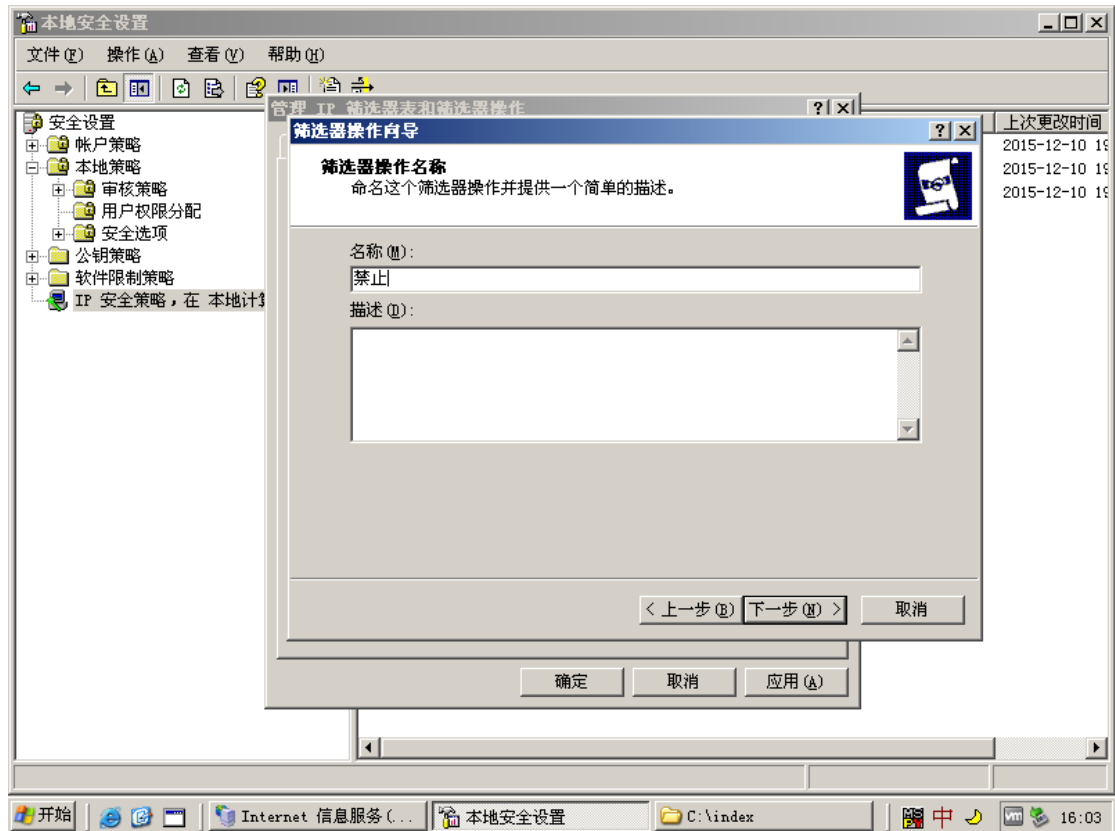 本地安全设置
文件(F) 操作(A) 查看(V) 帮助(H)
管理 IP 筛选器表和筛选器操作
筛选器操作向导
筛选器操作名称
命名这个筛选器操作并提供一个简单的描述。
名称(M):
禁止
描述(D):
< 上一步(B) 下一步(N) > 取消
确定 取消 应用(A)
安全设置
帐户策略
本地策略
审核策略
用户权限分配
安全选项
公钥策略
软件限制策略
IP 安全策略，在 本地计
上次更改时间
2015-12-10 19
2015-12-10 19
2015-12-10 19
开始 Internet 信息服务(... 本地安全设置 C:\index 中 16:03